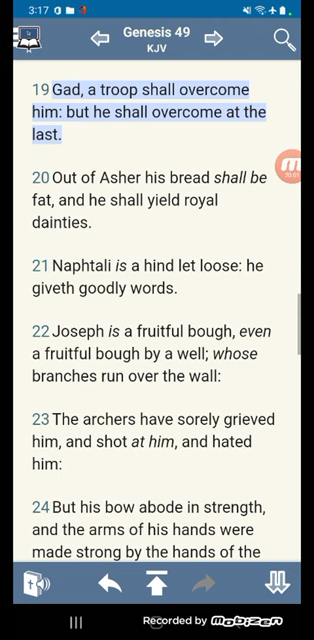 3:17
Genesis 49
KJV
19 Gad, a troop shall overcome
him: but he shall overcome at the
last.
20 Out of Asher his bread shall be
fat, and he shall yield royal
dainties.
21 Naphtali is a hind let loose: he
giveth goodly words.
22 Joseph is a fruitful bough, even
a fruitful bough by a well; whose
branches run over the wall:
23 The archers have sorely grieved
him, and shot at him, and hated
him:
24 But his bow abode in strength,
and the arms of his hands were
made strong by the hands of the
Recorded by mobizen